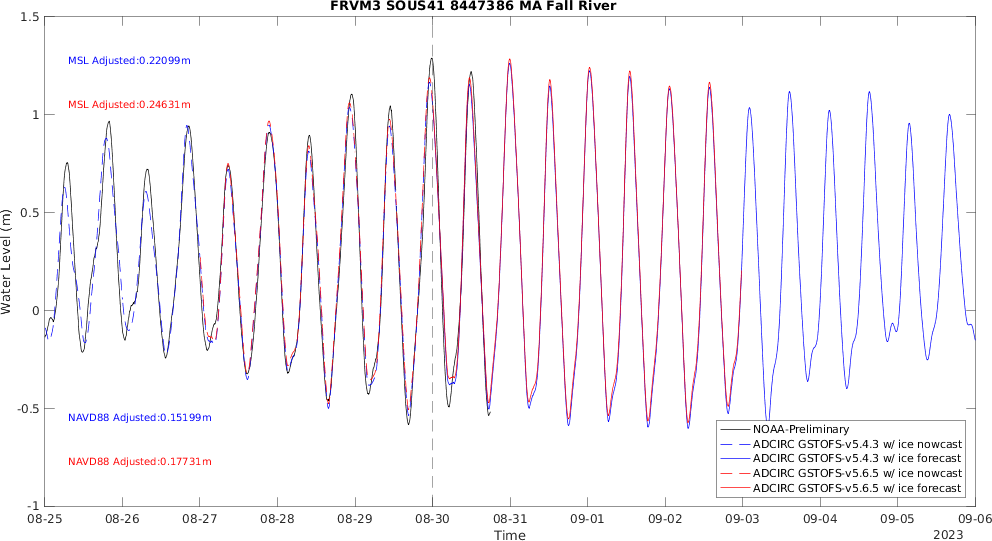 FRVM3 SOUS41 8447386 MA Fall River
1.5
1
0.5
0
-0.5
-1
Water Level (m)
MSL Adjusted:0.22099m
MSL Adjusted:0.24631m
NAVD88 Adjusted:0.15199m
NAVD88 Adjusted:0.17731m
NOAA-Preliminary
ADCIRC GSTOFS-v5.4.3 w/ ice nowcast
ADCIRC GSTOFS-v5.4.3 w/ ice forecast
ADCIRC GSTOFS-v5.6.5 w/ ice nowcast
ADCIRC GSTOFS-v5.6.5 w/ ice forecast
08-25 08-26 08-27 08-28 08-29 08-30 08-31 09-01 09-02 09-03 09-04 09-05 09-06
Time
2023